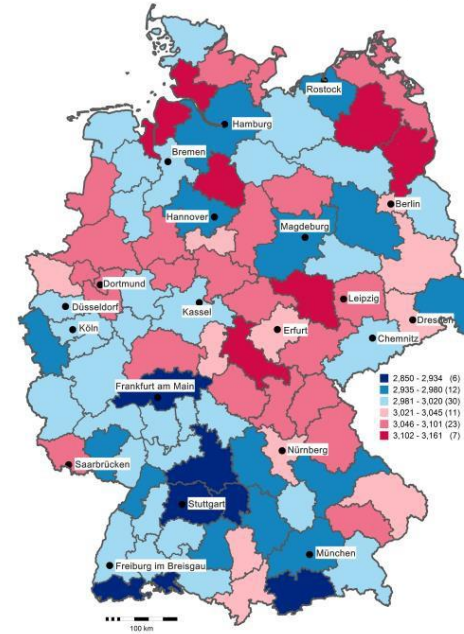 Rostock
Hamburg
Bremen
Berlin
Hannover
Magdeburg
Dortmund
Düsseldorf
Leipzig
Kassel
Dresden
Köln
Erfurt
Chemnitz
Frankfurt am Main
2,850 - 2,934 (6)
2,935 - 2,980 (12)
2,981 - 3,020 (30)
3,021 - 3,045 (11)
3,046 - 3,101 (23)
3,102 - 3,161 (7)
Nürnberg
Saarbrücken
Stuttgart
München
Freiburg im Breisgau
100 km